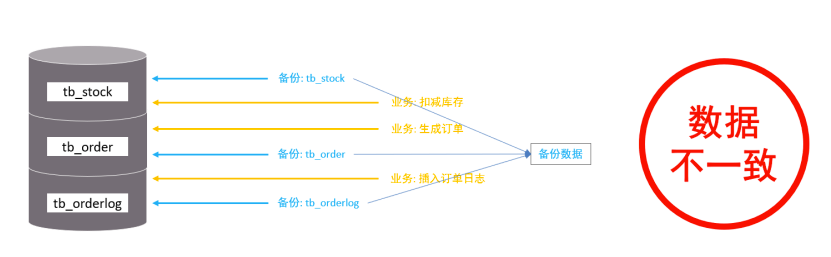 备份: tb_stock
tb_stock
业务: 扣减库存
业务: 生成订单
tb_order
备份: tb_order
备份数据
业务: 插入订单日志
tb_orderlog
备份: tb_orderlog
数据
不一致